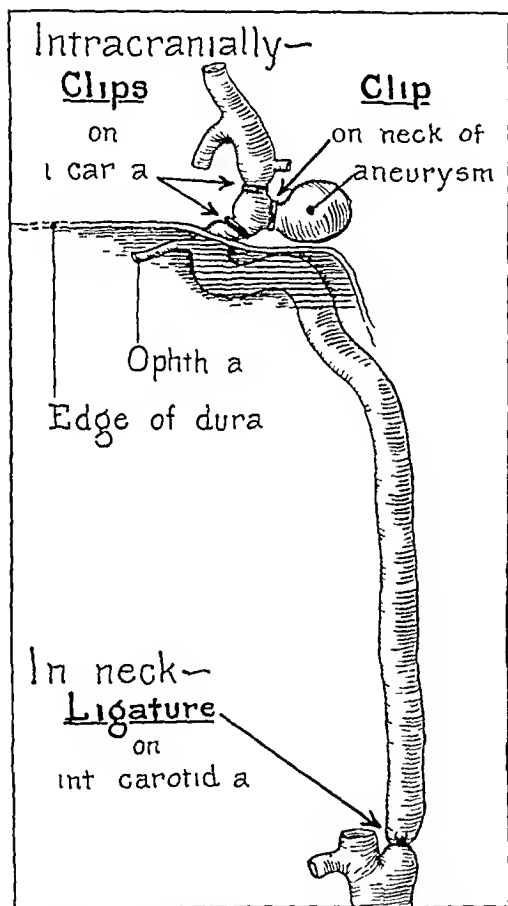 Intracranially—
Clips
on
i car a
Clip
on neck of
aneurysm
Ophth a
Edge of dura
In neck—
Ligature
on
int carotid a